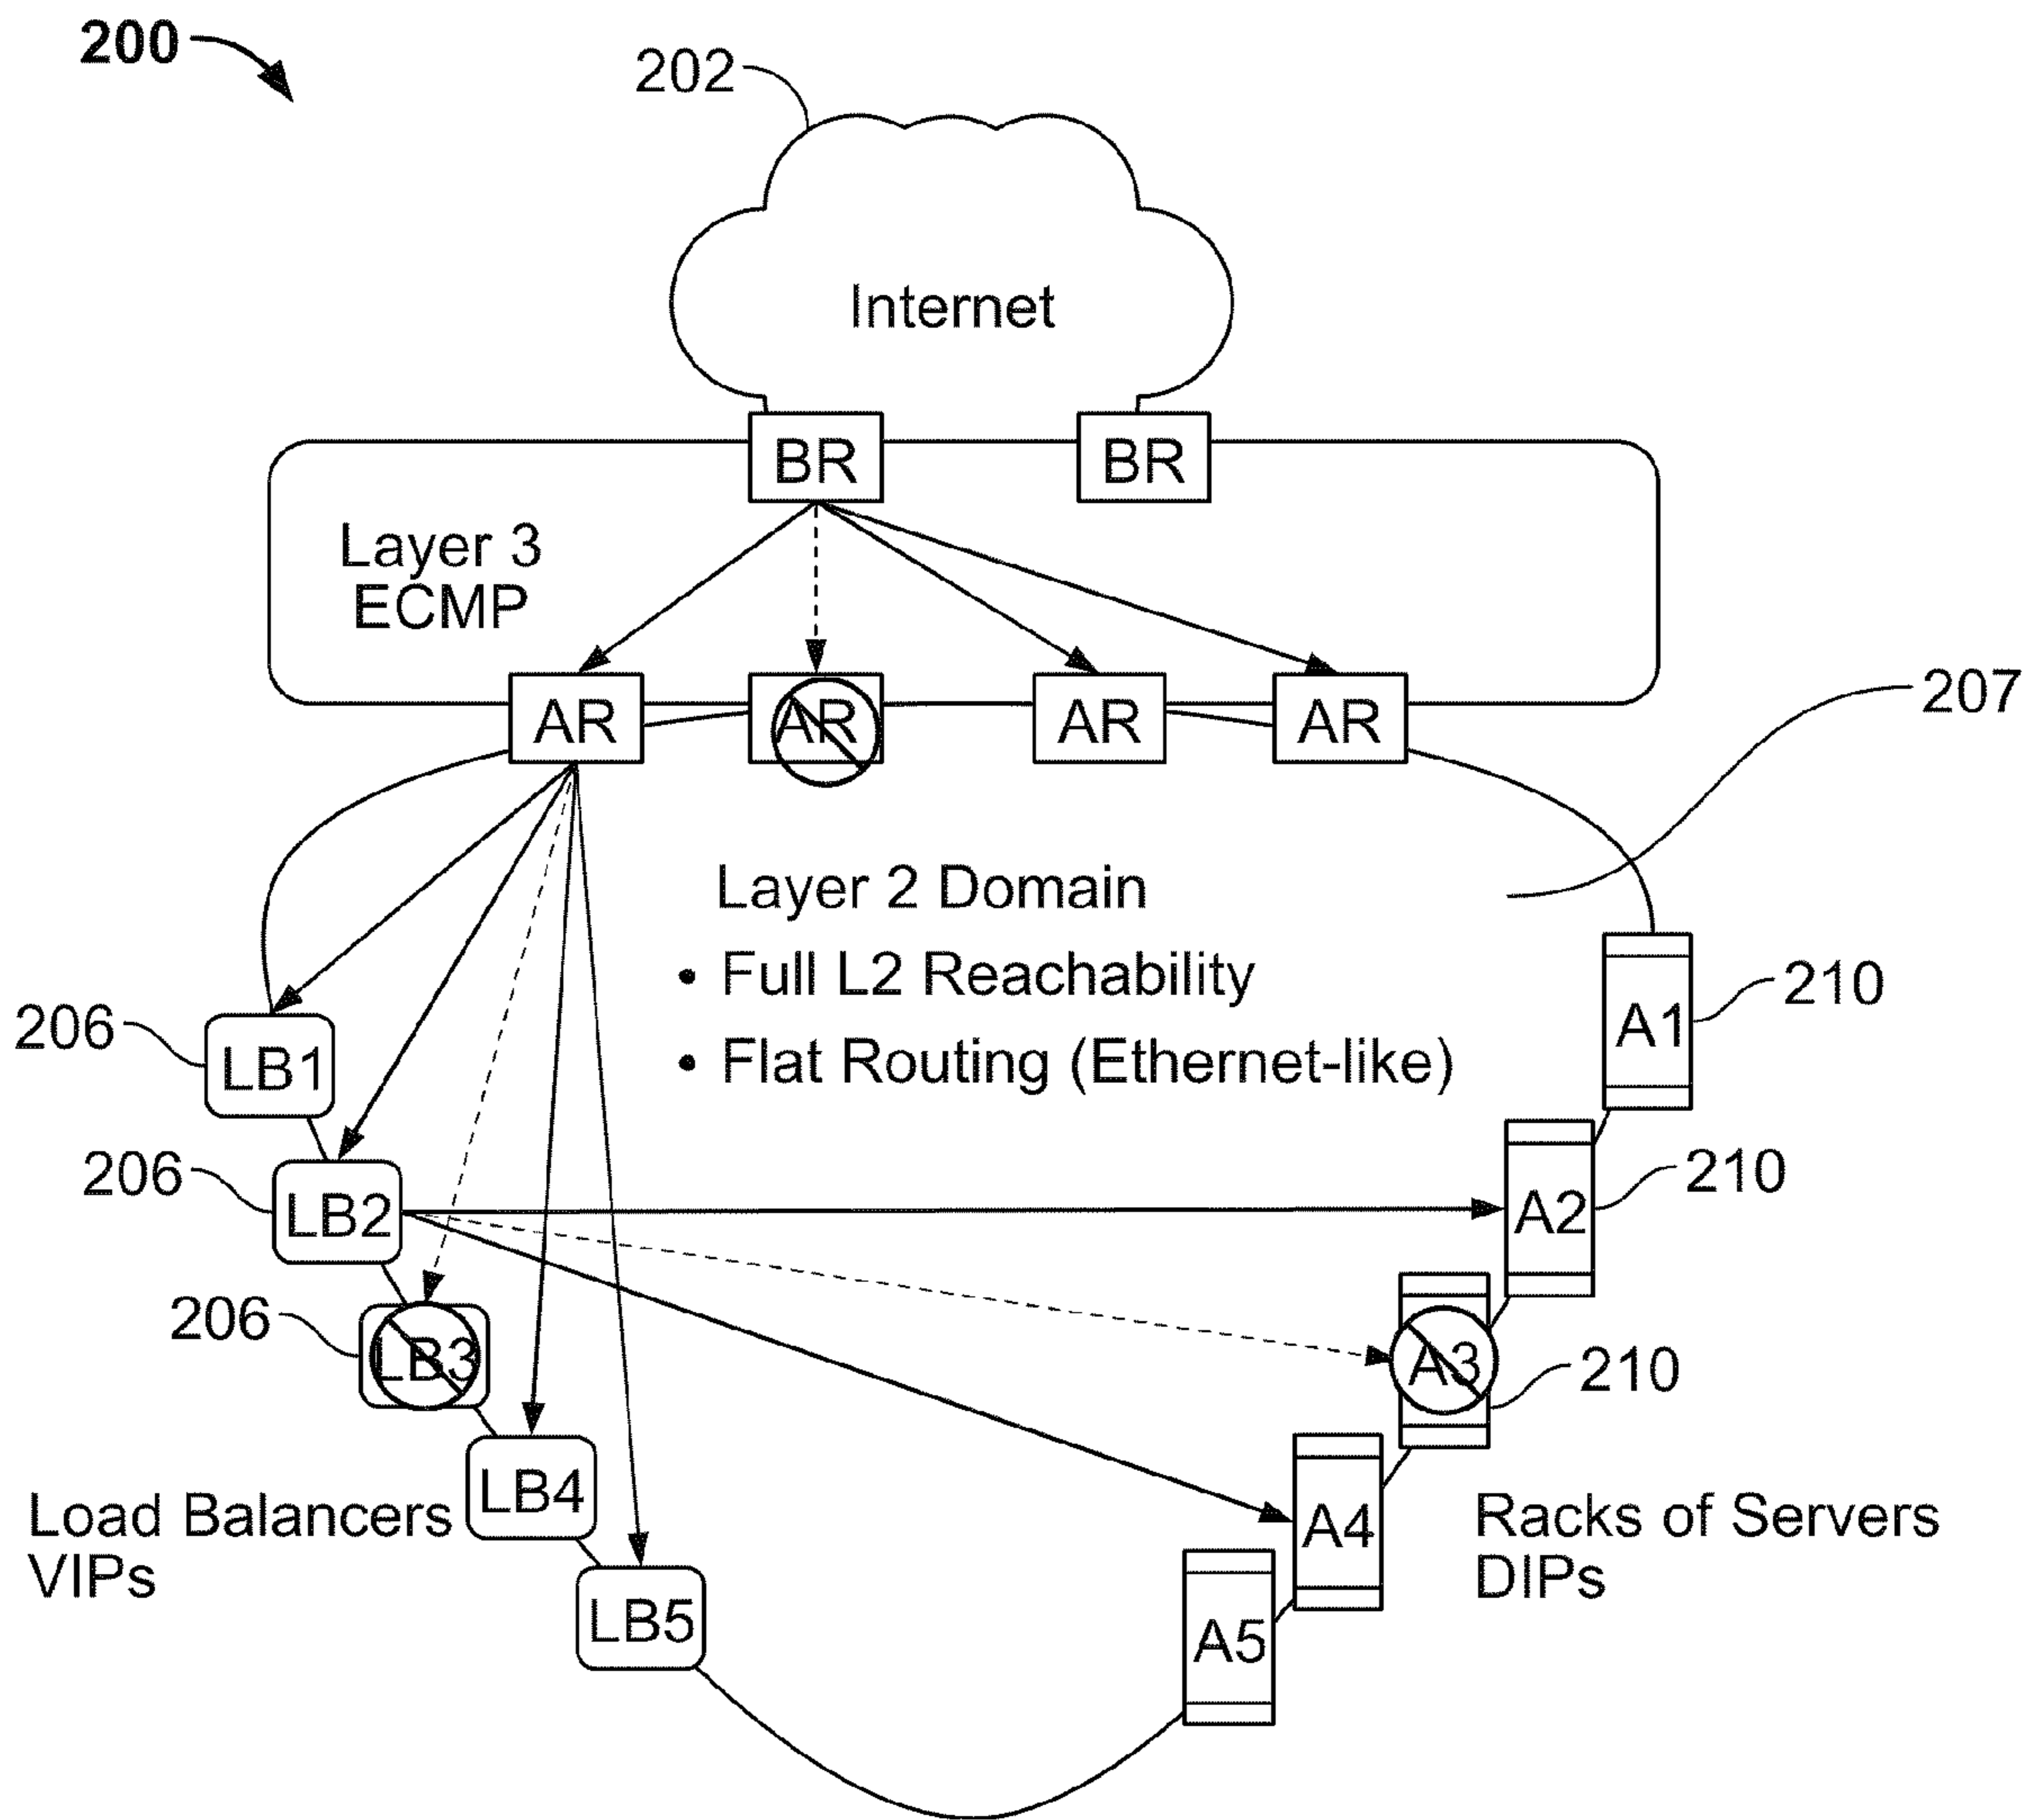 200
202
Internet
BR
BR
Layer 3
ECMP
AR
AR
AR
AR
207
Layer 2 Domain
• Full L2 Reachability
• Flat Routing (Ethernet-like)
A1
210
206
LB1
206
LB2
A2
210
206
LB3
A3
210
LB4
Load Balancers
VIPs
A4
Racks of Servers
DIPs
LB5
A5